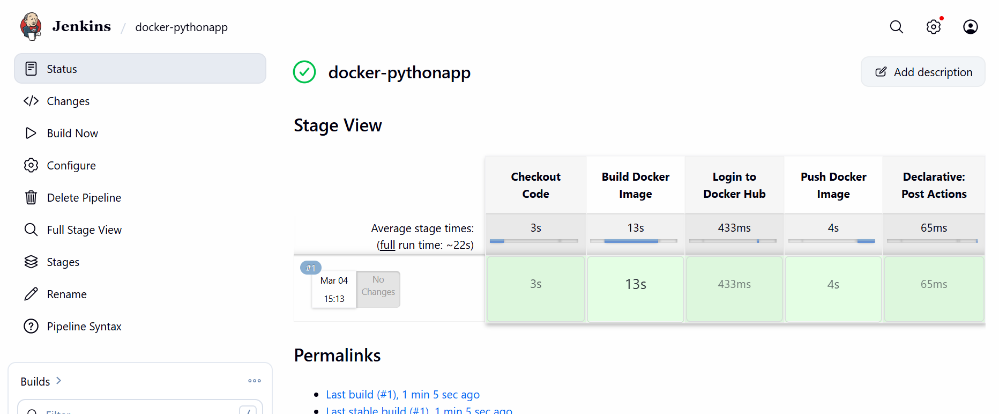 Jenkins / docker-pythonapp
Status
Changes
Build Now
Configure
Delete Pipeline
Full Stage View
Stages
Rename
Pipeline Syntax
Builds
Filter
/
docker-pythonapp
Add description
Stage View
Checkout
Code
Build Docker
Image
Login to
Docker Hub
Push Docker
Image
Declarative:
Post Actions
Average stage times:
(full run time: ~22s)
3s
13s
433ms
4s
65ms
#1
Mar 04
15:13
No
Changes
3s
13s
433ms
4s
65ms
Permalinks
Last build (#1), 1 min 5 sec ago
Last stable build (#1), 1 min 5 sec ago